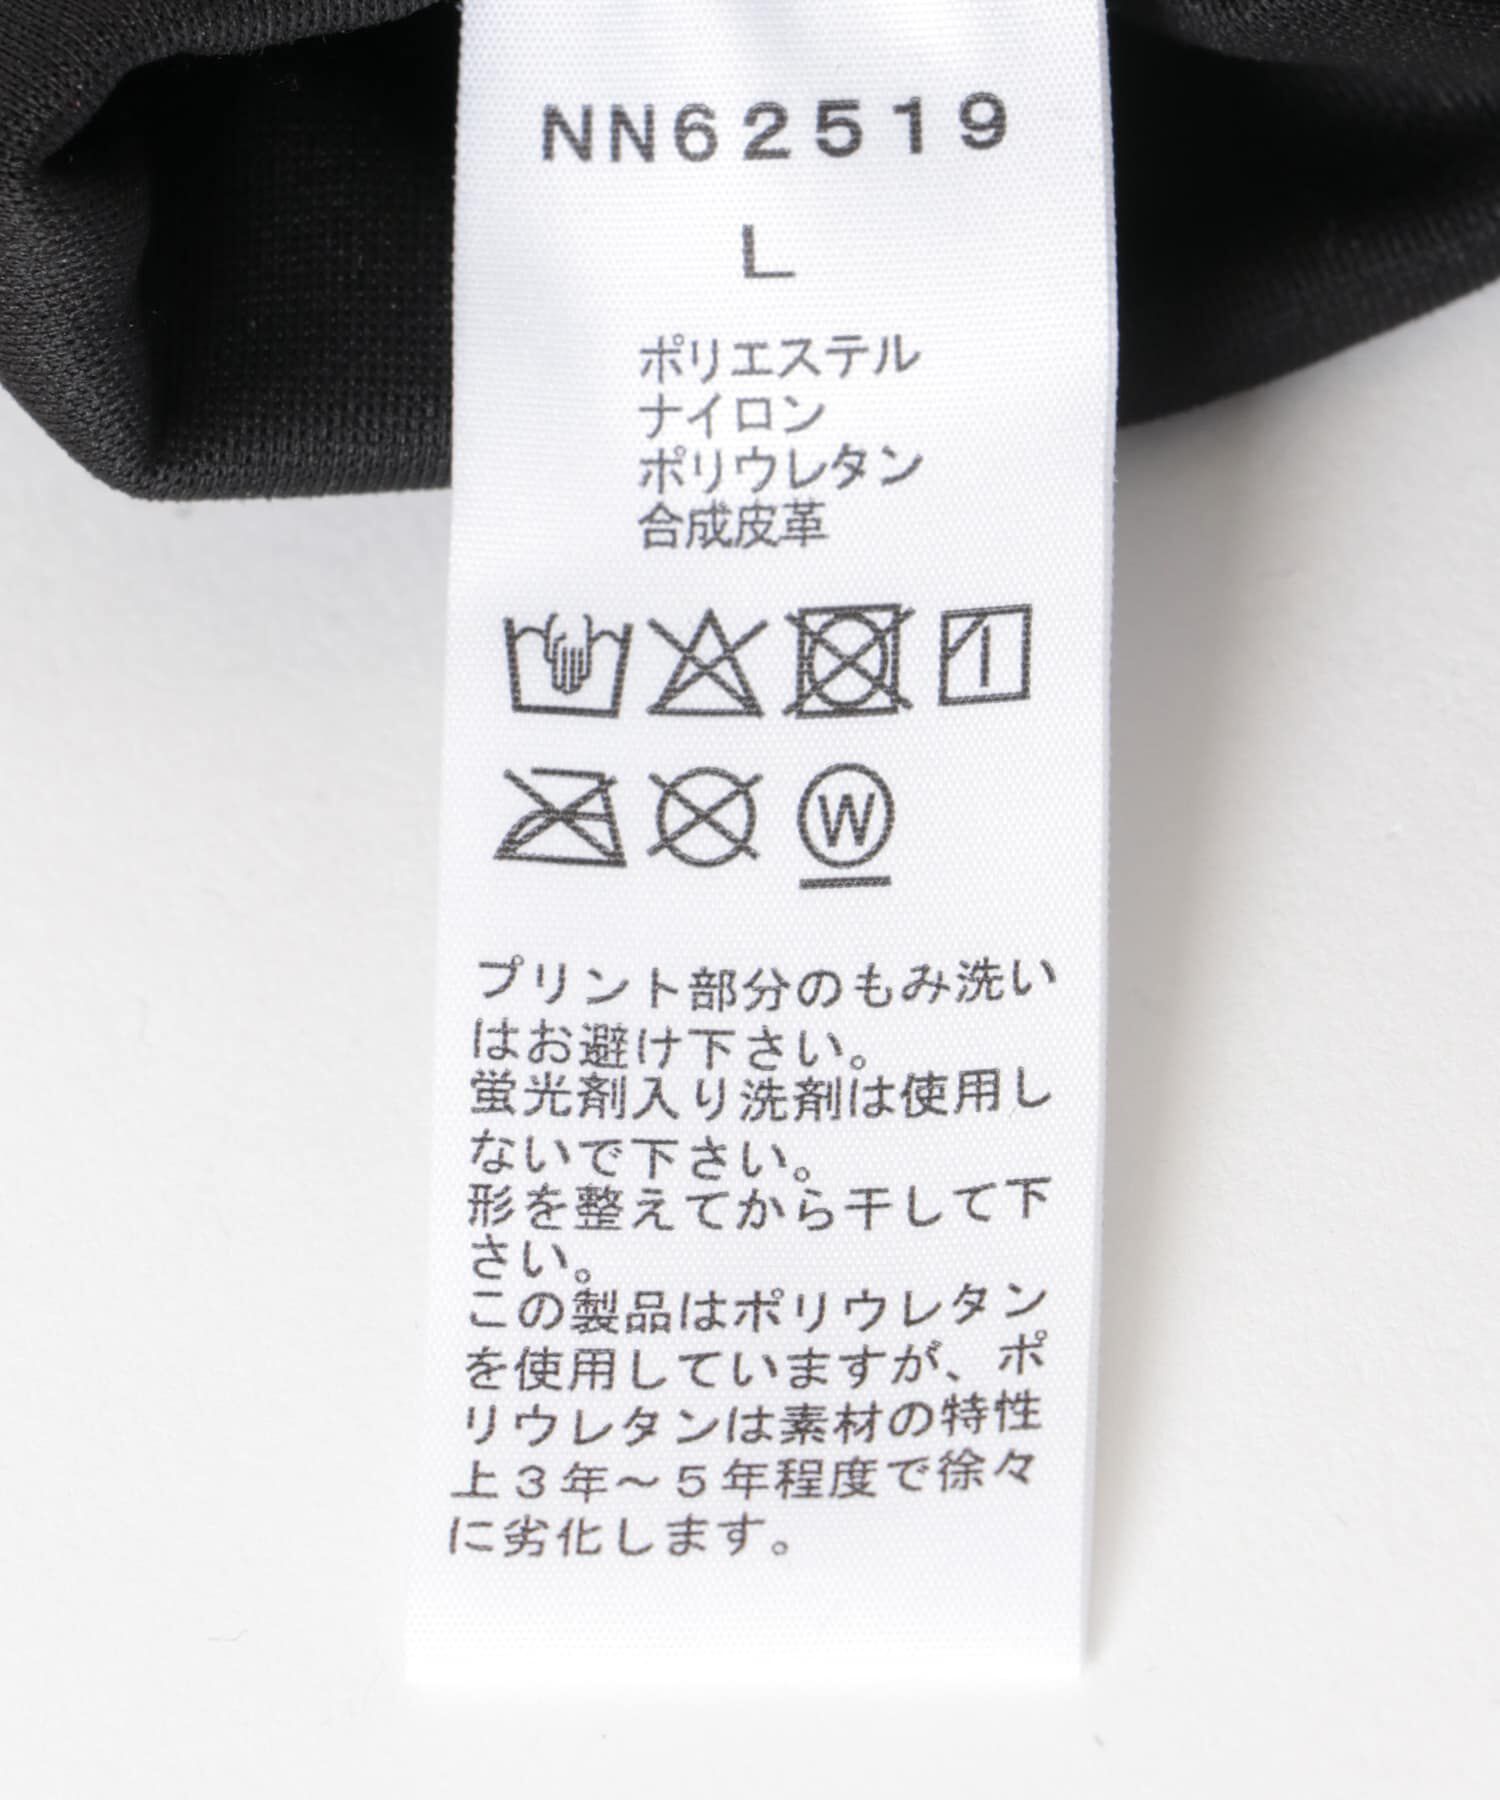 NN62519
L
ポリエステル
ナイロン
ポリウレタン
合成皮革
W
プリント部分のもみ洗い
はお避け下さい。
蛍光剤入り洗剤は使用し
ないで下さい。
形を整えてから干して下
さい。
この製品はポリウレタン
を使用していますが、ポ
リウレタンは素材の特性
上3年～5年程度で徐々
に劣化します。